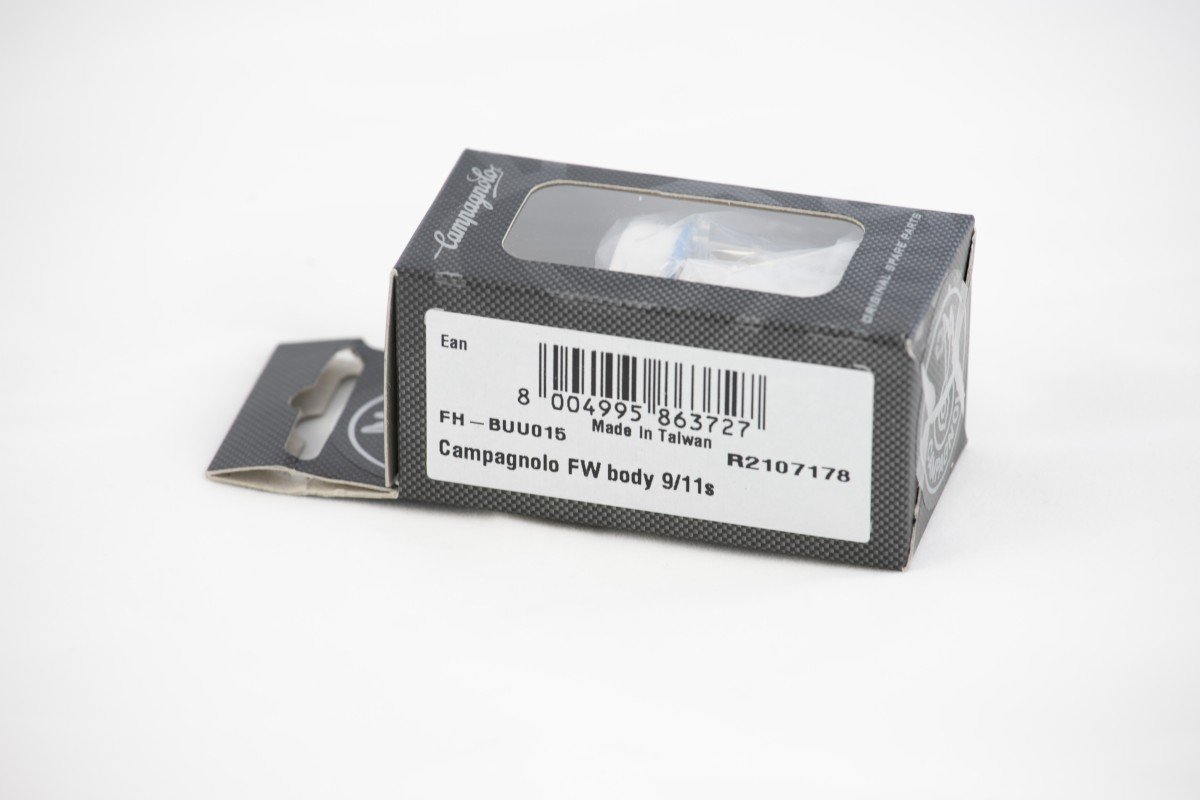 Campagnolo
ORIGINAL SPARE PARTS
Ean
8 004995 863727
FH-BUU015
Made in Taiwan
R2107178
Campagnolo FW body 9/11s